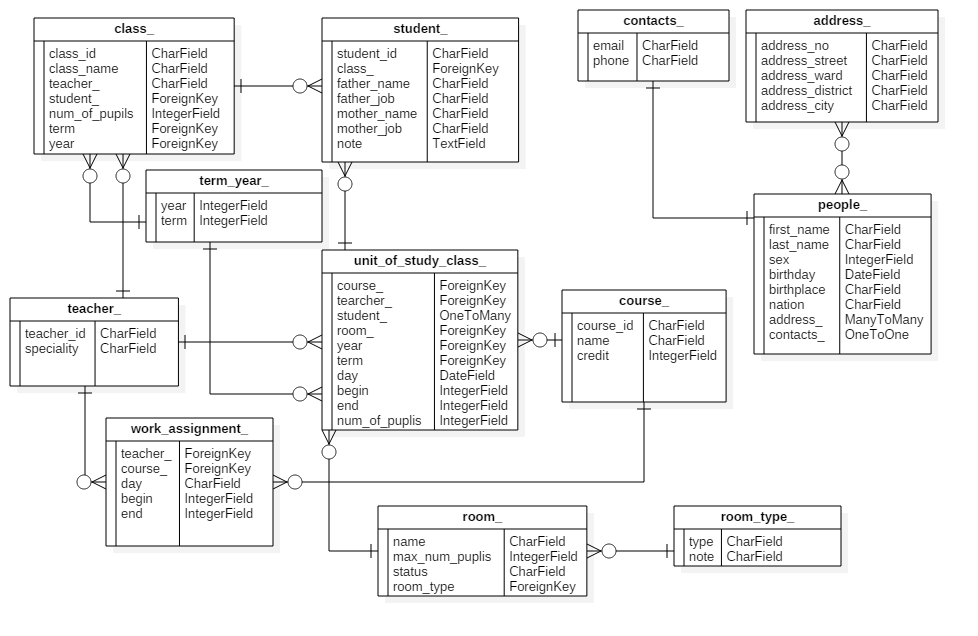 class_
class_id CharField
class_name CharField
teacher_ CharField
student_ ForeignKey
num_of_pupils IntegerField
term ForeignKey
year ForeignKey
student_
student_id CharField
class_ ForeignKey
father_name CharField
father_job CharField
mother_name CharField
mother_job CharField
note TextField
contacts_
email CharField
phone CharField
address_
address_no CharField
address_street CharField
address_ward CharField
address_district CharField
address_city CharField
term_year_
year IntegerField
term IntegerField
people_
first_name CharField
last_name CharField
sex IntegerField
birthday DateField
birthplace CharField
nation CharField
address_ ManyToMany
contacts_ OneToOne
unit_of_study_class_
course_ ForeignKey
tearcher_ ForeignKey
student_ OneToMany
room_ ForeignKey
year ForeignKey
term ForeignKey
day DateField
begin IntegerField
end IntegerField
num_of_puplis IntegerField
teacher_
teacher_id CharField
speciality CharField
course_
course_id CharField
name CharField
credit IntegerField
work_assignment_
teacher_ ForeignKey
course_ ForeignKey
day CharField
begin IntegerField
end IntegerField
room_
name CharField
max_num_puplis IntegerField
status CharField
room_type ForeignKey
room_type_
type CharField
note CharField